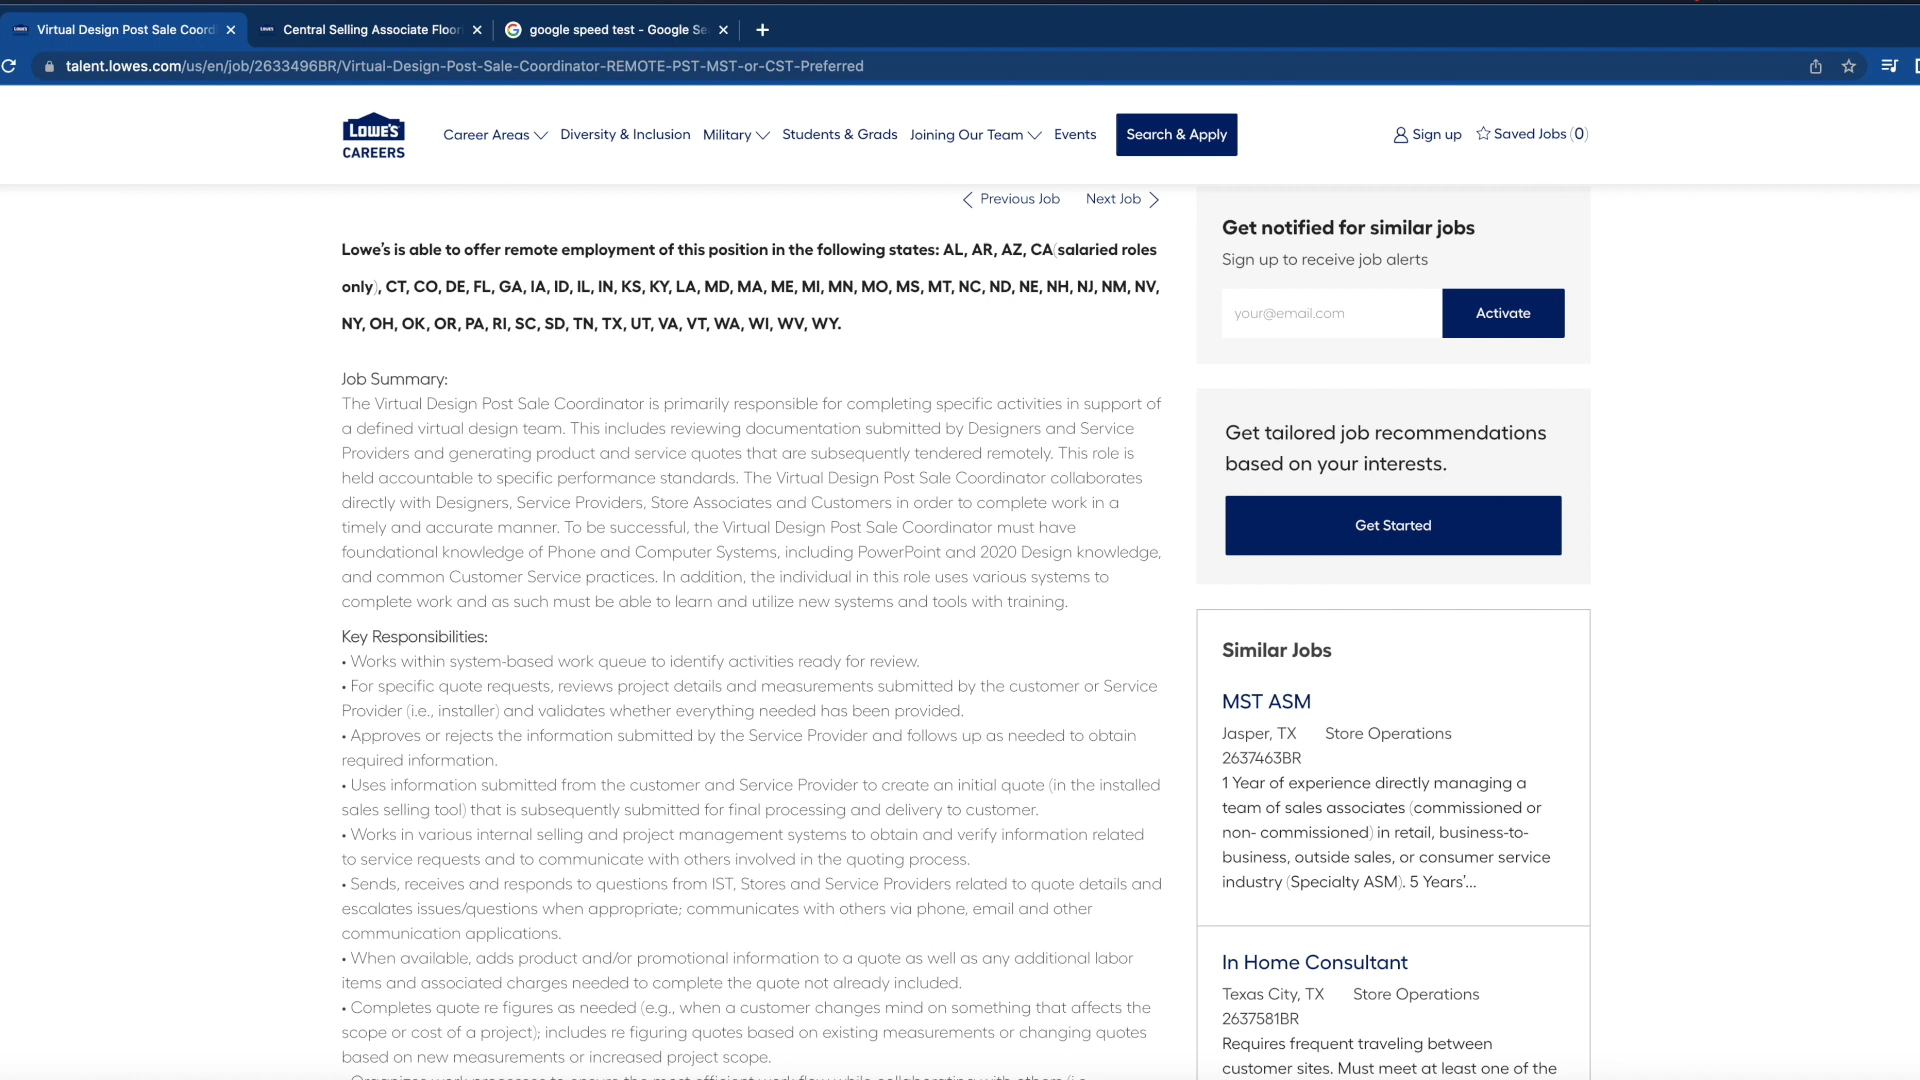 Virtual Design Post Sale Coord
Central Selling Associate Floor
google speed test - Google Se
talent.lowes.com/us/en/job/2633496BR/Virtual-Design-Post-Sale-Coordinator-REMOTE-PST-MST-or-CST-Preferred
LOWE'S
CAREERS
Career Areas
Diversity & Inclusion
Military
Students & Grads
Joining Our Team
Events
Search & Apply
Sign up
Saved Jobs (0)
Previous Job
Next Job
Lowe's is able to offer remote employment of this position in the following states: AL, AR, AZ, CA(salaried roles
only), CT, CO, DE, FL, GA, IA, ID, IL, IN, KS, KY, LA, MD, MA, ME, MI, MN, MO, MS, MT, NC, ND, NE, NH, NJ, NM, NV,
NY, OH, OK, OR, PA, RI, SC, SD, TN, TX, UT, VA, VT, WA, WI, WV, WY.
Job Summary:
The Virtual Design Post Sale Coordinator is primarily responsible for completing specific activities in support of
a defined virtual design team. This includes reviewing documentation submitted by Designers and Service
Providers and generating product and service quotes that are subsequently tendered remotely. This role is
held accountable to specific performance standards. The Virtual Design Post Sale Coordinator collaborates
directly with Designers, Service Providers, Store Associates and Customers in order to complete work in a
timely and accurate manner. To be successful, the Virtual Design Post Sale Coordinator must have
foundational knowledge of Phone and Computer Systems, including PowerPoint and 2020 Design knowledge,
and common Customer Service practices. In addition, the individual in this role uses various systems to
complete work and as such must be able to learn and utilize new systems and tools with training.
Key Responsibilities:
• Works within system-based work queue to identify activities ready for review.
• For specific quote requests, reviews project details and measurements submitted by the customer or Service
Provider (i.e., installer) and validates whether everything needed has been provided.
• Approves or rejects the information submitted by the Service Provider and follows up as needed to obtain
required information.
• Uses information submitted from the customer and Service Provider to create an initial quote (in the installed
sales selling tool) that is subsequently submitted for final processing and delivery to customer.
• Works in various internal selling and project management systems to obtain and verify information related
to service requests and to communicate with others involved in the quoting process.
• Sends, receives and responds to questions from IST, Stores and Service Providers related to quote details and
escalates issues/questions when appropriate; communicates with others via phone, email and other
communication applications.
• When available, adds product and/or promotional information to a quote as well as any additional labor
items and associated charges needed to complete the quote not already included.
• Completes quote re figures as needed (e.g., when a customer changes mind on something that affects the
scope or cost of a project); includes re figuring quotes based on existing measurements or changing quotes
based on new measurements or increased project scope.
Get notified for similar jobs
Sign up to receive job alerts
your@email.com
Activate
Get tailored job recommendations
based on your interests.
Get Started
Similar Jobs
MST ASM
Jasper, TX Store Operations
2637463BR
1 Year of experience directly managing a
team of sales associates (commissioned or
non- commissioned) in retail, business-to-
business, outside sales, or consumer service
industry (Specialty ASM). 5 Years'...
In Home Consultant
Texas City, TX Store Operations
2637581BR
Requires frequent traveling between
customer sites. Must meet at least one of the